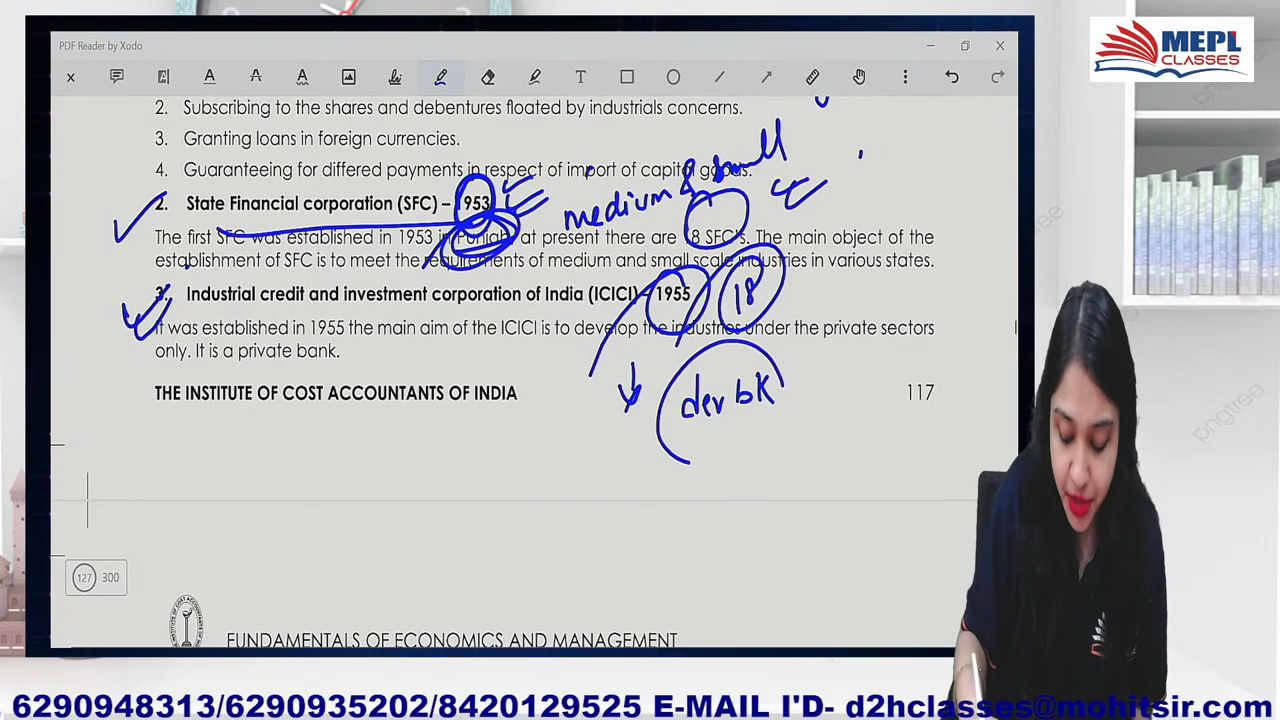 PDF Reader by Xodo
MEPL
CLASSES
2. Subscribing to the shares and debentures floated by industrials concerns.
3. Granting loans in foreign currencies.
4. Guaranteeing for differed payments in respect of import of capital goods.
medium & small
2. State Financial corporation (SFC) – 1953
The first SFC was established in 1953 in Punjab, at present there are 18 SFC's. The main object of the
establishment of SFC is to meet the requirements of medium and small scale industries in various states.
3. Industrial credit and investment corporation of India (ICICI) – 1955
18
It was established in 1955 the main aim of the ICICI is to develop the industries under the private sectors
only. It is a private bank.
dev bk
THE INSTITUTE OF COST ACCOUNTANTS OF INDIA 117
127 300
FUNDAMENTALS OF ECONOMICS AND MANAGEMENT
6290948313/6290935202/8420129525 E-MAIL I'D- d2hclasses@mohitsir.com